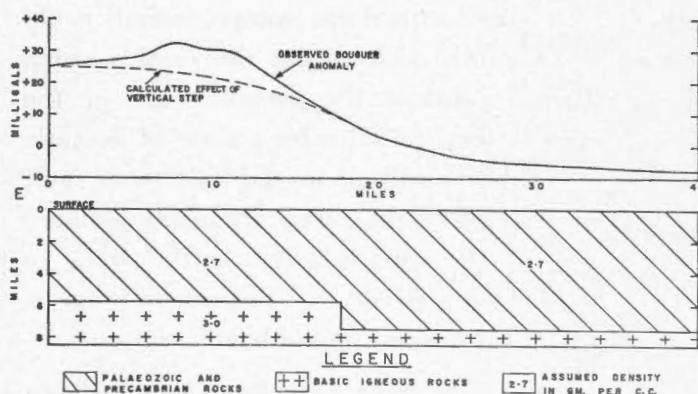 +40
+30
+20
+10
0
-10
MILLIGALS
OBSERVED BOUGUER
ANOMALY
CALCULATED EFFECT OF
VERTICAL STEP
0 10 20 30 4
MILES
E
SURFACE
0
2
4
6
8
MILES
2·7 2·7
3·0
LEGEND
PALAEOZOIC AND
PRECAMBRIAN ROCKS
BASIC IGNEOUS ROCKS
2·7
ASSUMED DENSITY
IN GM. PER C.C.